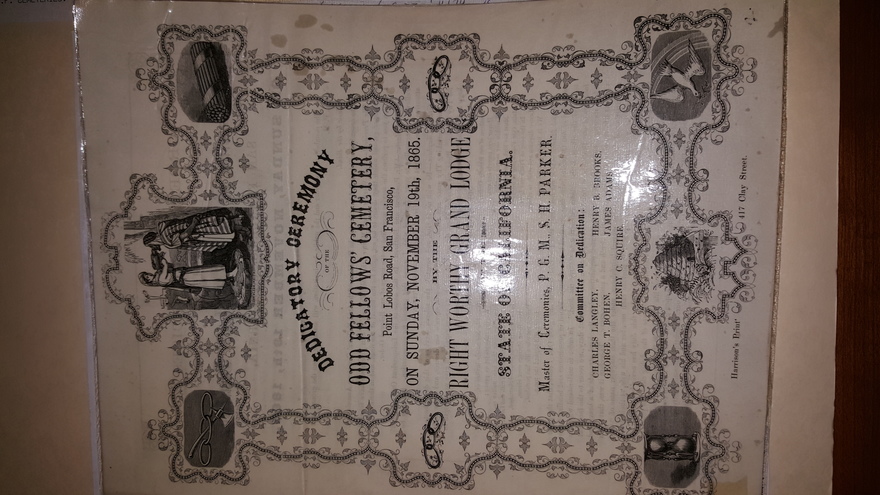 DEDICATORY CEREMONY
OF THE
ODD FELLOWS' CEMETERY,
Point Lobos Road, San Francisco,
ON SUNDAY, NOVEMBER 19th, 1865.
BY THE
RIGHT WORTHY GRAND LODGE
STATE OF CALIFORNIA.
Master of Ceremonies, P. G. M., S. H. PARKER.
Committee on Dedication:
CHARLES LANGLEY, HENRY B. BROOKS,
GEORGE T. BOHEN, JAMES ADAMS,
HENRY C. SQUIRE.
Harrison's Print 417 Clay Street.